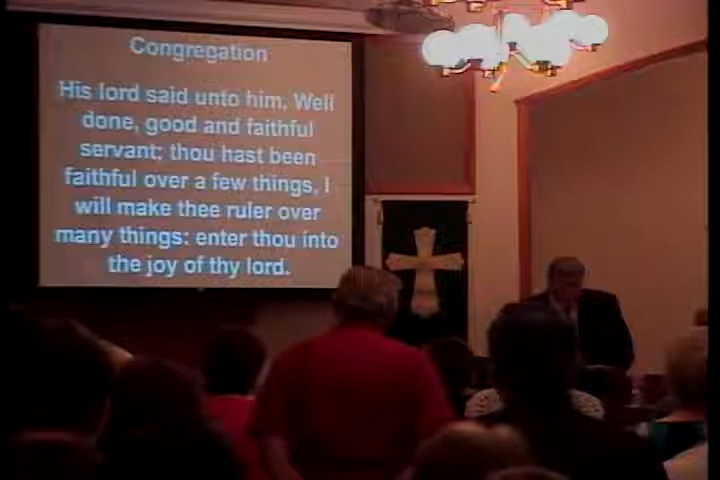 Congregation
His lord said unto him, Well
done, good and faithful
servant: thou hast been
faithful over a few things, I
will make thee ruler over
many things: enter thou into
the joy of thy lord.